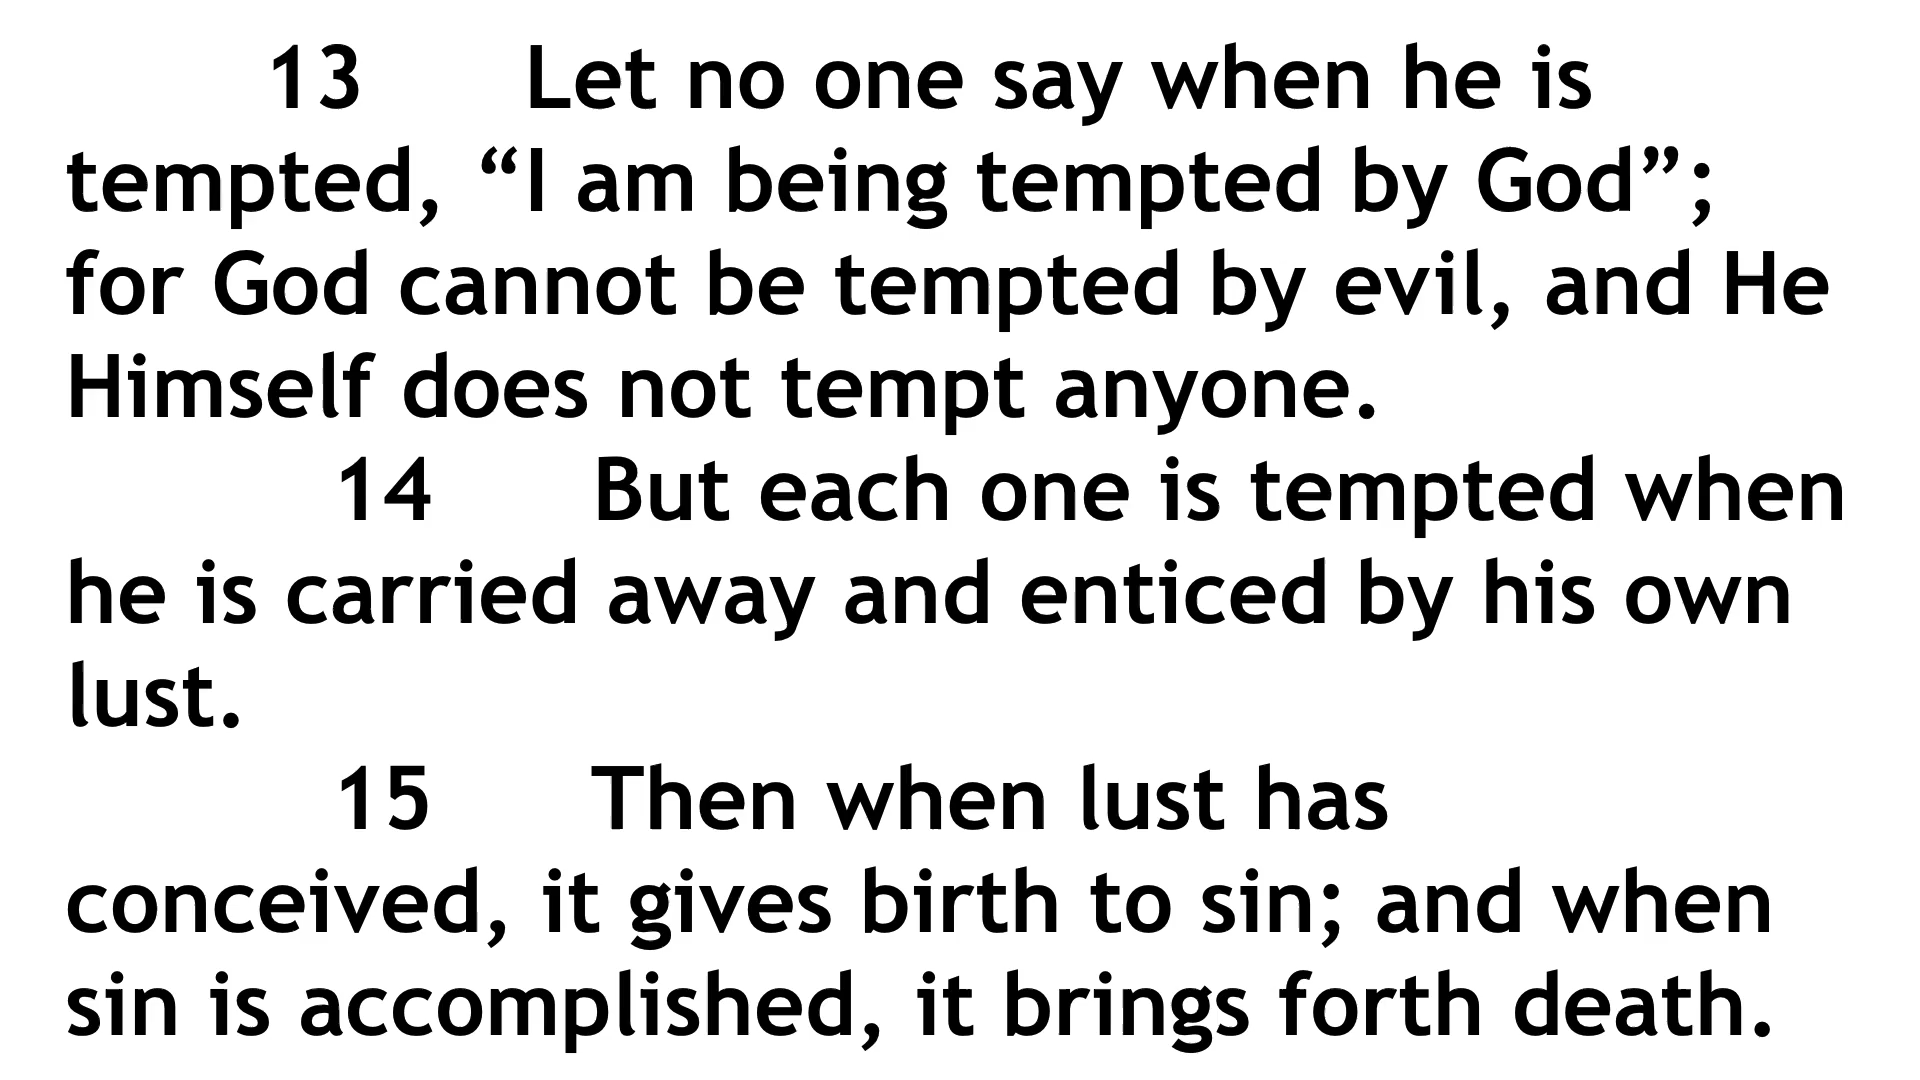 13 Let no one say when he is
tempted, “I am being tempted by God”;
for God cannot be tempted by evil, and He
Himself does not tempt anyone.
14 But each one is tempted when
he is carried away and enticed by his own
lust.
15 Then when lust has
conceived, it gives birth to sin; and when
sin is accomplished, it brings forth death.